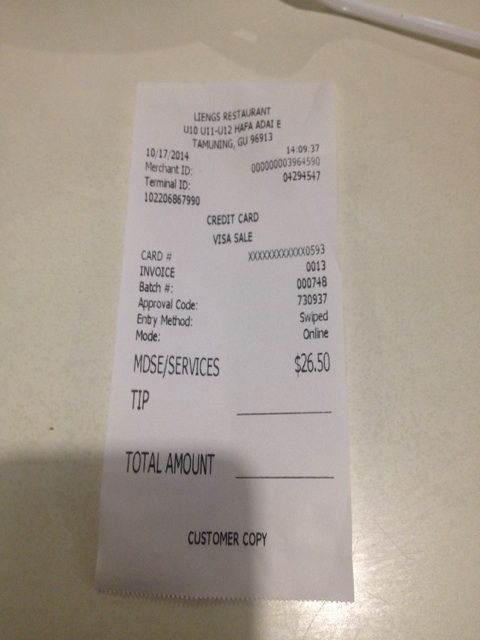 LIENGS RESTAURANT
U10 U11-U12 HAFA ADAI E
TAMUNING, GU 96913
10/17/2014 14:09:37
Merchant ID: 000000003964590
Terminal ID: 04294547
102206867990
CREDIT CARD
VISA SALE
CARD # XXXXXXXXXXXX0593
INVOICE 0013
Batch #: 000748
Approval Code: 730937
Entry Method: Swiped
Mode: Online
MDSE/SERVICES $26.50
TIP
TOTAL AMOUNT
CUSTOMER COPY